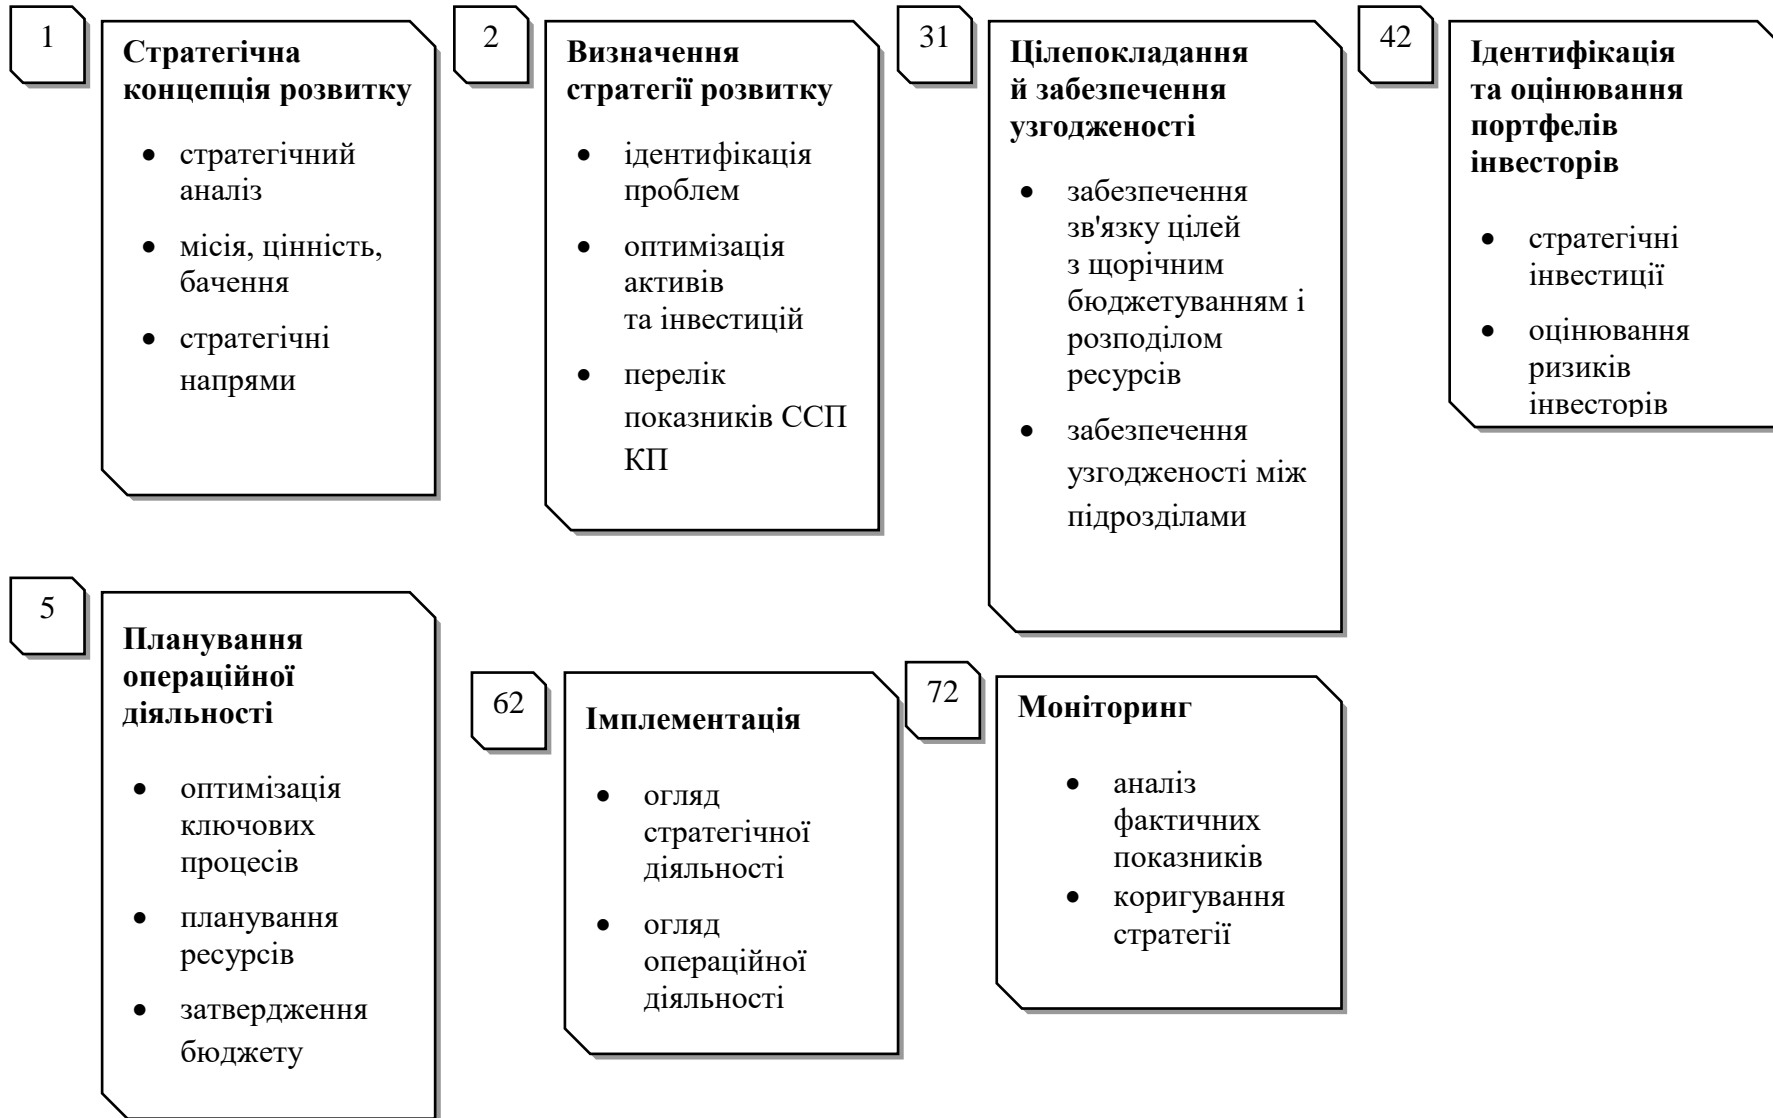 1
Стратегічна
концепція розвитку
• стратегічний
аналіз
• місія, цінність,
бачення
• стратегічні
напрями
2
Визначення
стратегії розвитку
• ідентифікація
проблем
• оптимізація
активів
та інвестицій
• перелік
показників ССП
КП
31
Цілепокладання
й забезпечення
узгодженості
• забезпечення
зв'язку цілей
з щорічним
бюджетуванням і
розподілом
ресурсів
• забезпечення
узгодженості між
підрозділами
42
Ідентифікація
та оцінювання
портфелів
інвесторів
• стратегічні
інвестиції
• оцінювання
ризиків
інвесторів
5
Планування
операційної
діяльності
• оптимізація
ключових
процесів
• планування
ресурсів
• затвердження
бюджету
62
Імплементація
• огляд
стратегічної
діяльності
• огляд
операційної
діяльності
72
Моніторинг
• аналіз
фактичних
показників
• коригування
стратегії